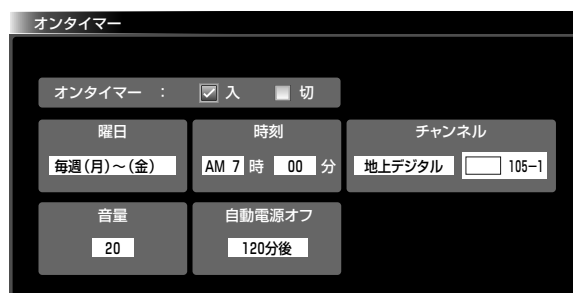 オンタイマー
オンタイマー : 入 切
曜日 時刻 チャンネル
毎週(月)~(金) AM 7 時 00 分 地上デジタル 105-1
音量 自動電源オフ
20 120分後